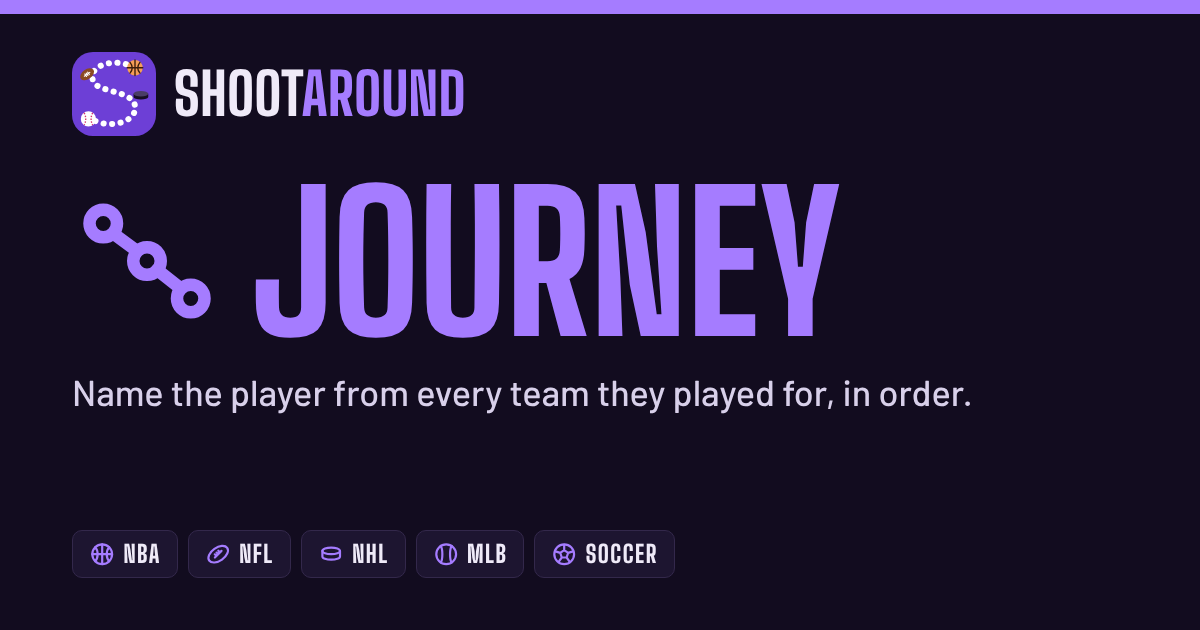 SHOOTAROUND
JOURNEY
Name the player from every team they played for, in order.
NBA NFL NHL MLB SOCCER